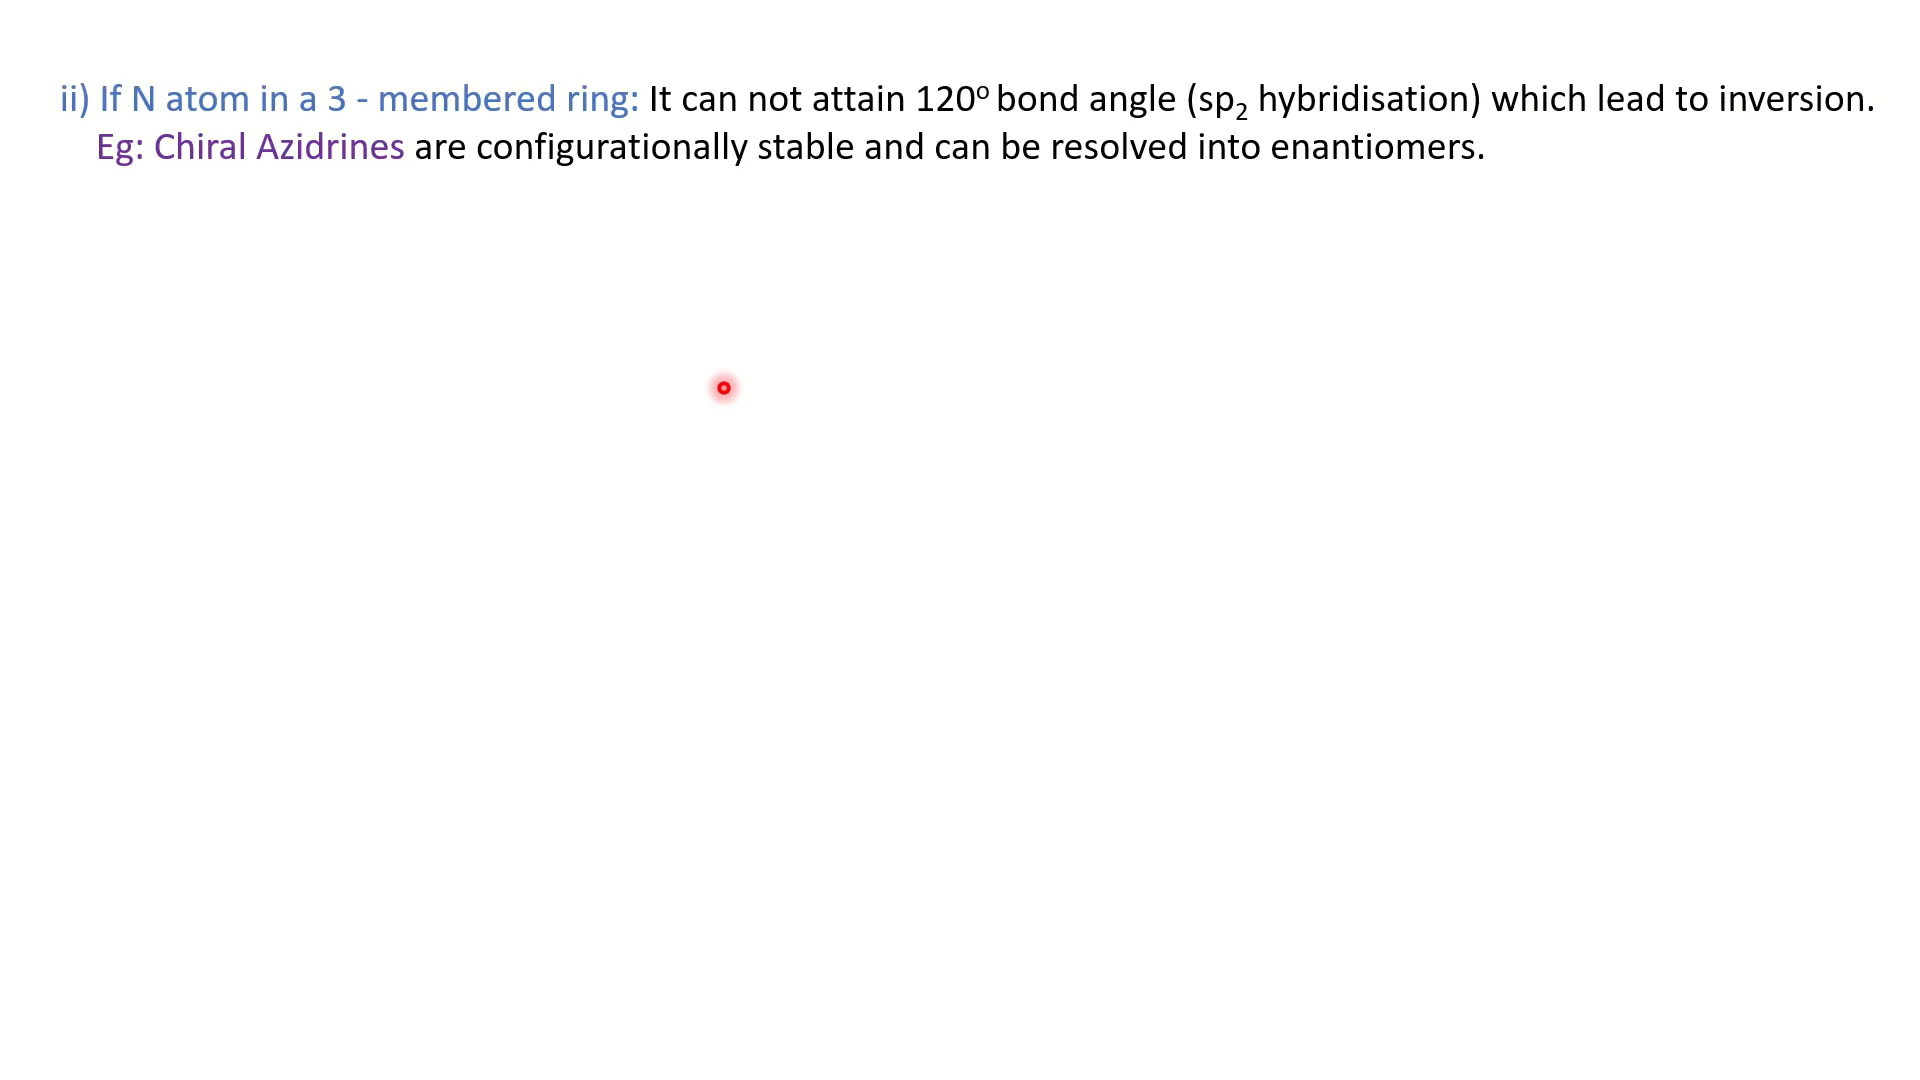 ii) If N atom in a 3 - membered ring: It can not attain 120º bond angle (sp₂ hybridisation) which lead to inversion.
Eg: Chiral Azidrines are configurationally stable and can be resolved into enantiomers.